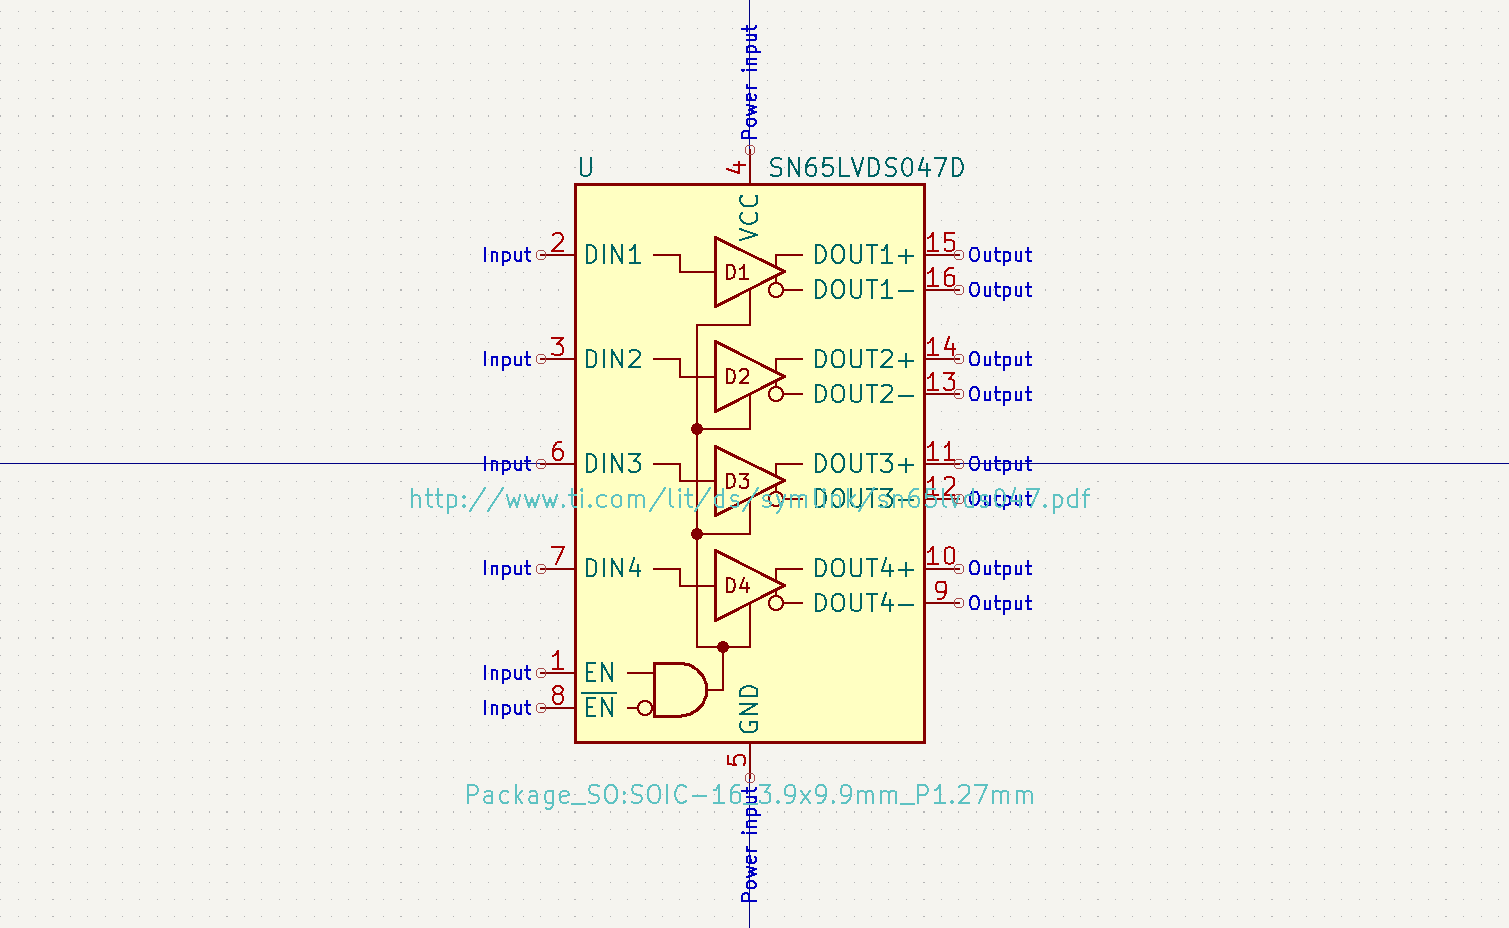 Power input
4
U SN65LVDS047D
VCC
Input 2 DIN1 D1 DOUT1+ 15 Output
DOUT1- 16 Output
Input 3 DIN2 D2 DOUT2+ 14 Output
DOUT2- 13 Output
Input 6 DIN3 D3 DOUT3+ 11 Output
DOUT3- 12 Output
http://www.ti.com/lit/ds/symlink/sn65lvds047.pdf
Input 7 DIN4 D4 DOUT4+ 10 Output
DOUT4- 9 Output
Input 1 EN
Input 8 EN
GND
5
Package_SO:SOIC-16_3.9x9.9mm_P1.27mm
Power input